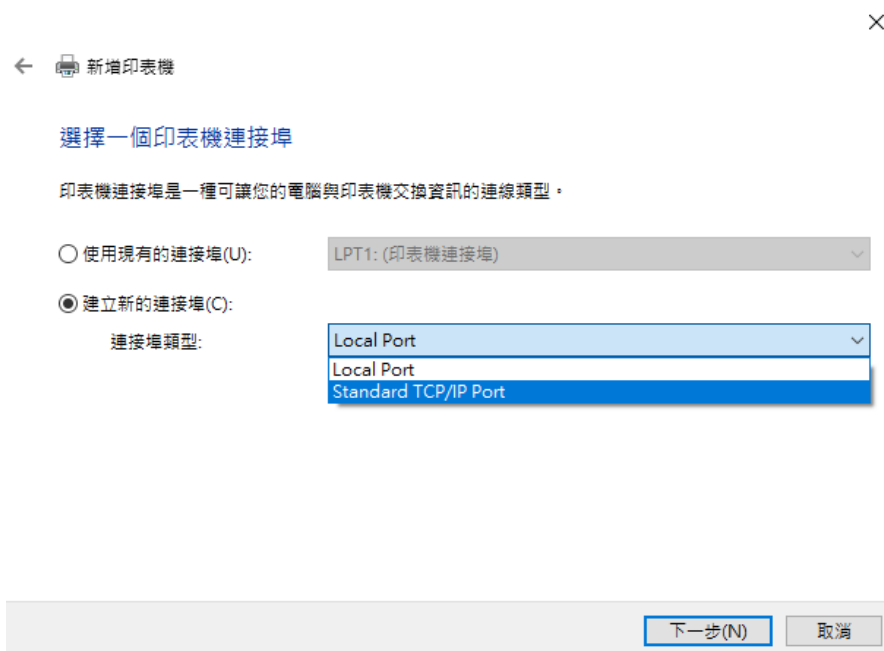 新增印表機
選擇一個印表機連接埠
印表機連接埠是一種可讓您的電腦與印表機交換資訊的連線類型。
使用現有的連接埠(U): LPT1: (印表機連接埠)
建立新的連接埠(C):
連接埠類型: Local Port
Local Port
Standard TCP/IP Port
下一步(N) 取消